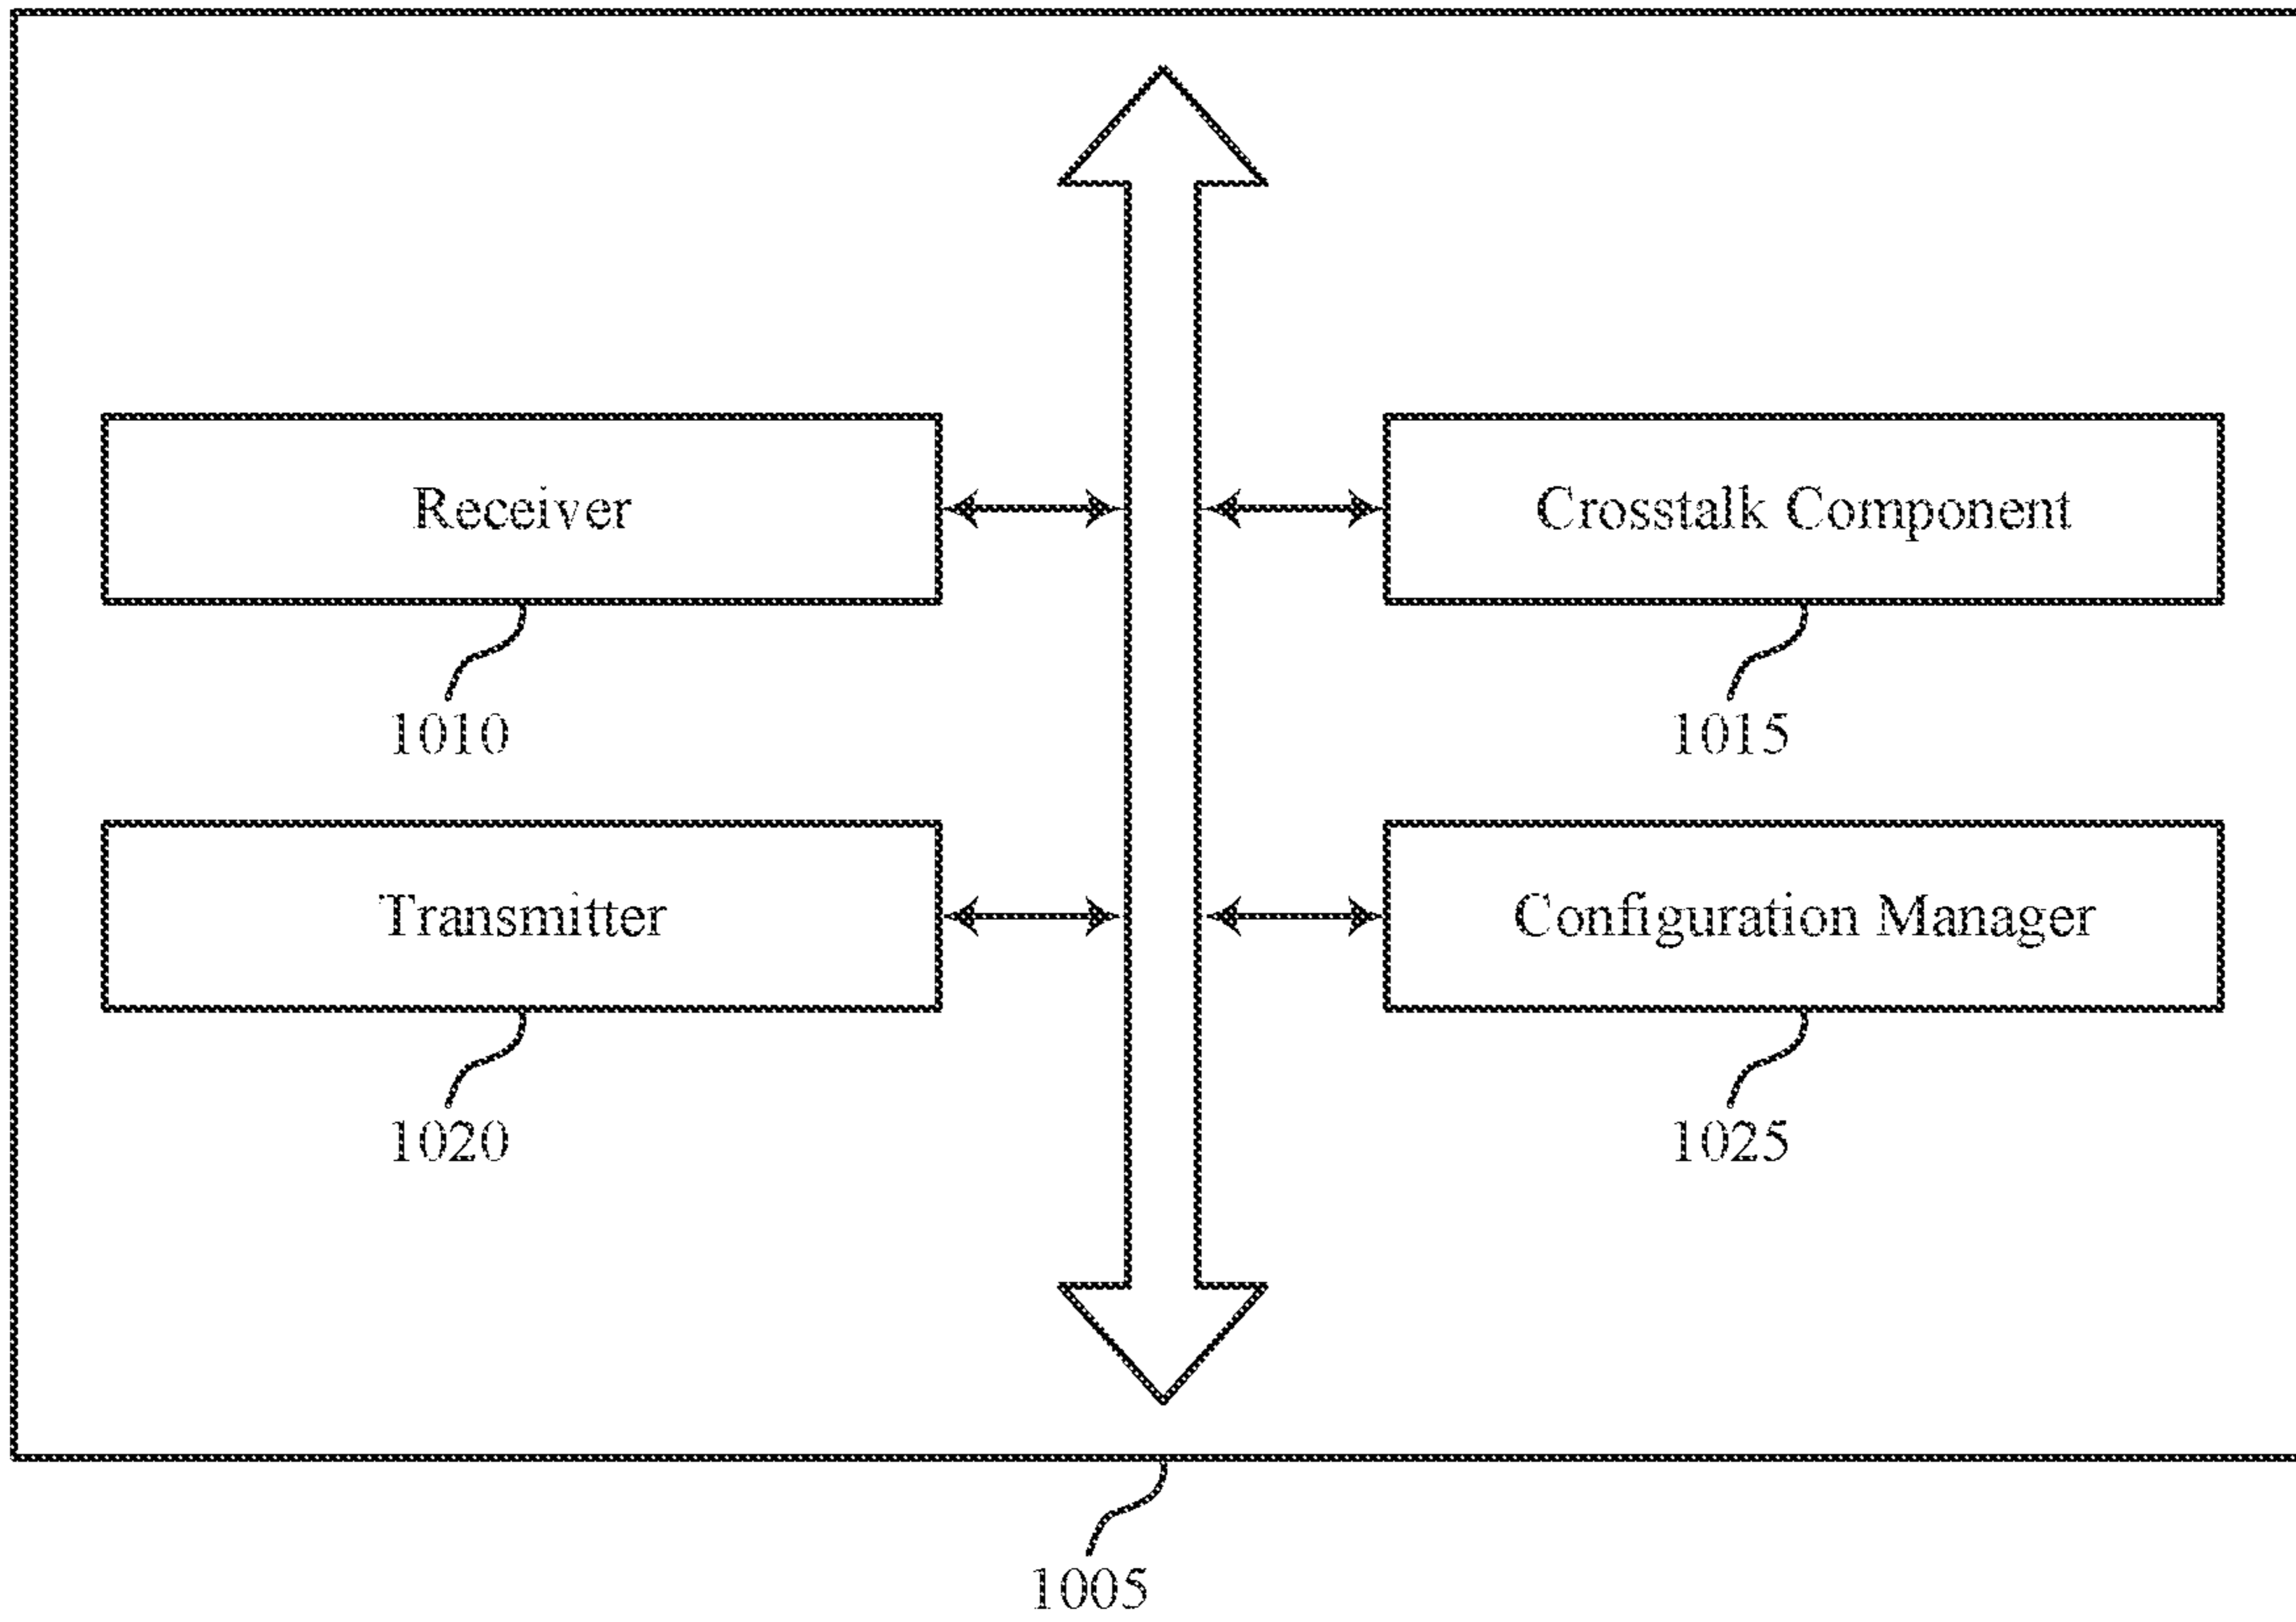 Receiver
Crosstalk Component
1010
1015
Transmitter
Configuration Manager
1020
1025
1005